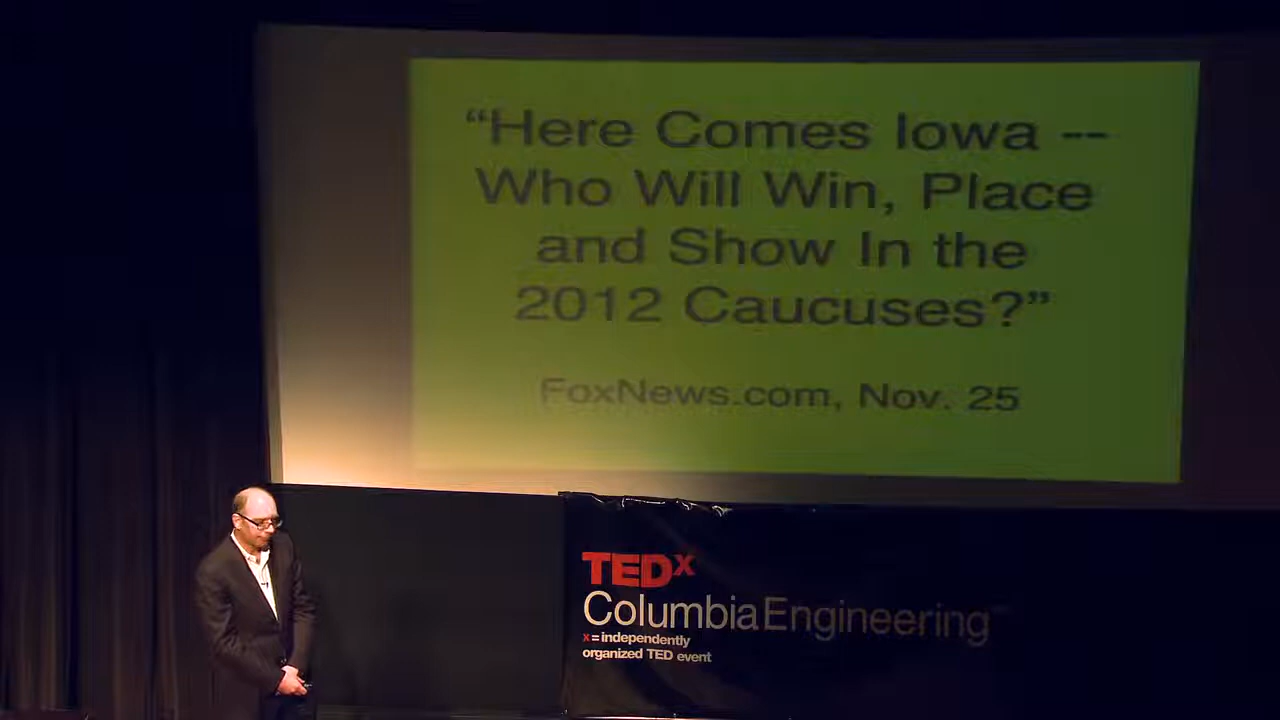 “Here Comes Iowa --
Who Will Win, Place
and Show In the
2012 Caucuses?”
FoxNews.com, Nov. 25
TEDx
ColumbiaEngineering
x = independently
organized TED event